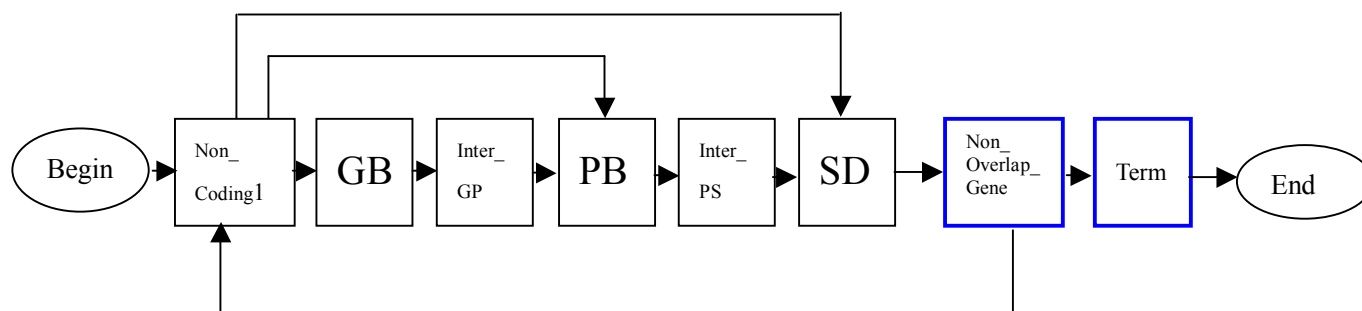 Begin
Non_
Coding1
GB
Inter_
GP
PB
Inter_
PS
SD
Non_
Overlap_
Gene
Term
End